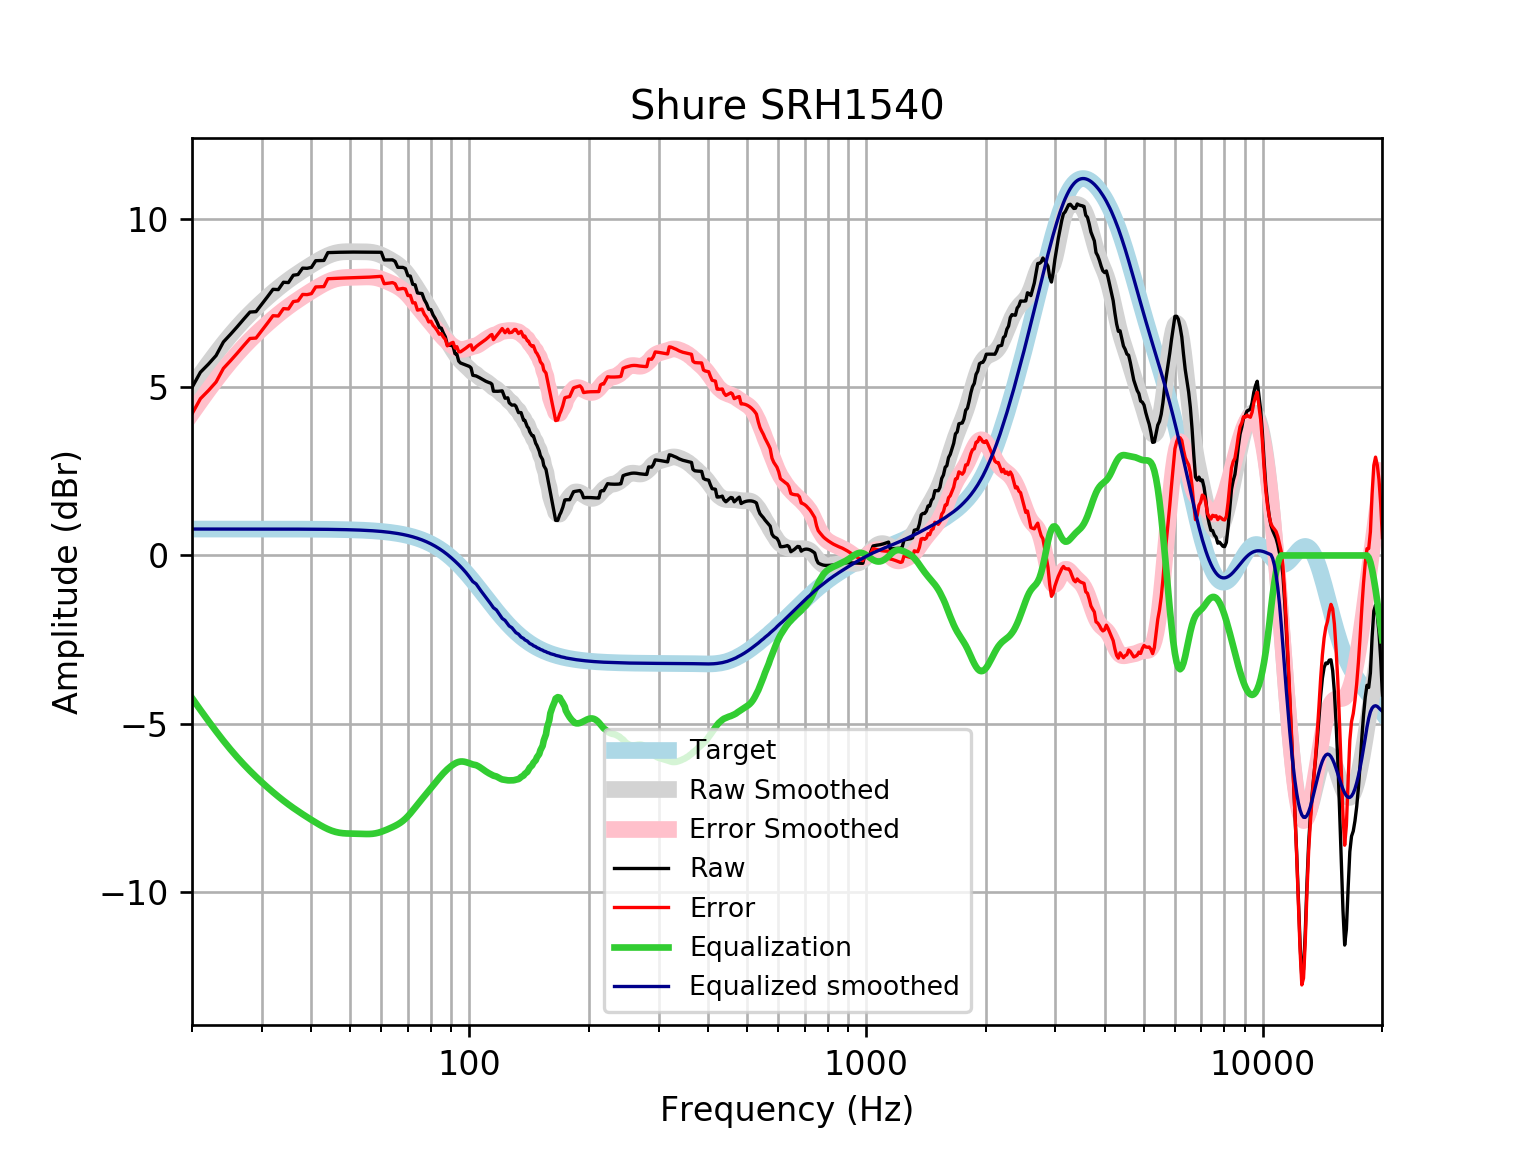 Shure SRH1540
Amplitude (dBr)
10
5
0
−5
−10
Target
Raw Smoothed
Error Smoothed
Raw
Error
Equalization
Equalized smoothed
100 1000 10000
Frequency (Hz)